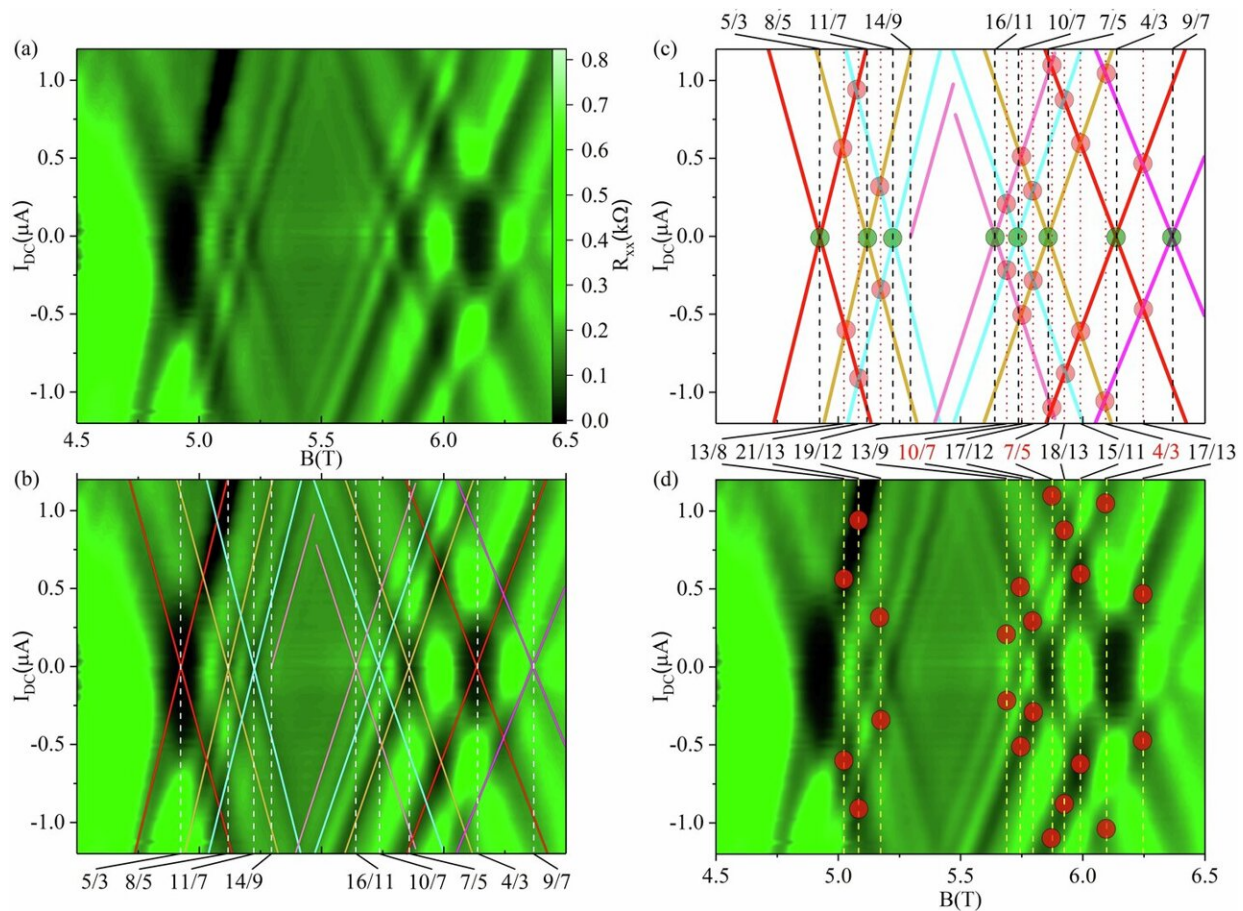 5/3 8/5 11/7 14/9 16/11 10/7 7/5 4/3 9/7
(a)
1.0
0.5
0.0
-0.5
-1.0
I_DC(μA)
4.5 5.0 5.5 6.0 6.5
B(T)
0.8
0.7
0.6
0.5
0.4
0.3
0.2
0.1
0.0
R_xx(kΩ)
(c)
1.0
0.5
0.0
-0.5
-1.0
I_DC(μA)
13/8 21/13 19/12 13/9 10/7 17/12 7/5 18/13 15/11 4/3 17/13
(b)
1.0
0.5
0.0
-0.5
-1.0
I_DC(μA)
5/3 8/5 11/7 14/9 16/11 10/7 7/5 4/3 9/7
(d)
1.0
0.5
0.0
-0.5
-1.0
I_DC(μA)
4.5 5.0 5.5 6.0 6.5
B(T)